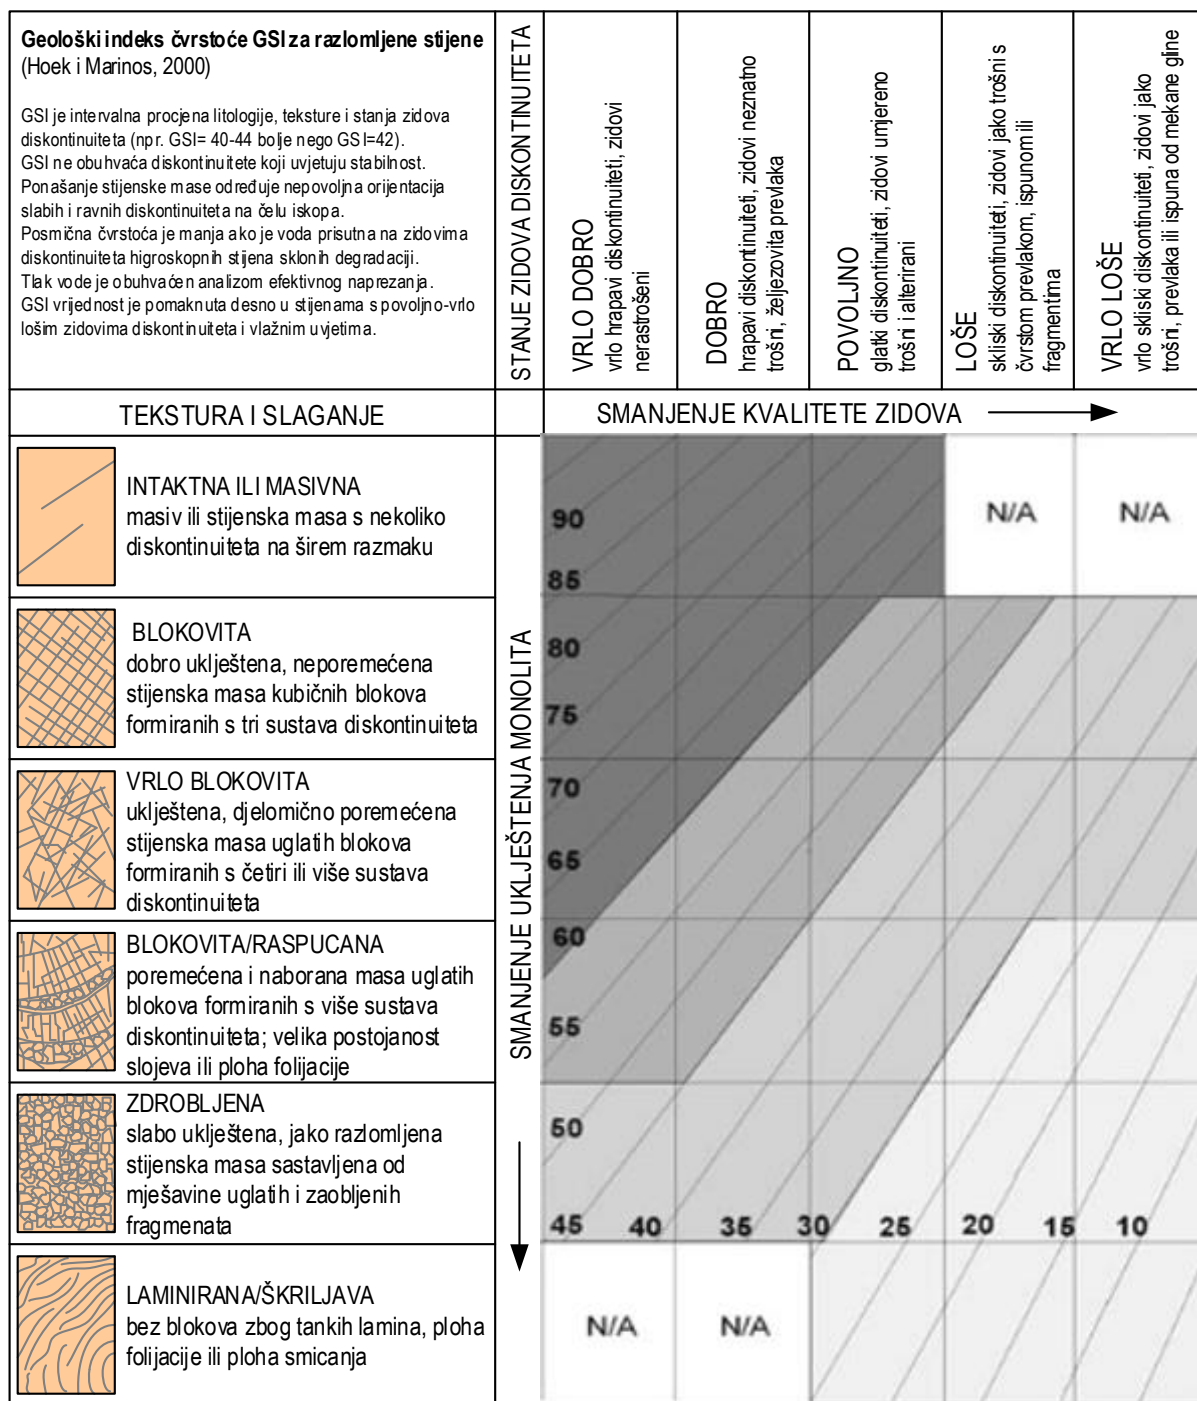 Geološki indeks čvrstoće GSI za razlomljene stijene
(Hoek i Marinos, 2000)
GSI je intervalna procjena litologije, teksture i stanja zidova
diskontinuiteta (npr. GSI= 40-44 bolje nego GSI=42).
GSI ne obuhvaća diskontinuitete koji uvjetuju stabilnost.
Ponašanje stijenske mase određuje nepovoljna orijentacija
slabih i ravnih diskontinuiteta na čelu iskopa.
Posmična čvrstoća je manja ako je voda prisutna na zidovima
diskontinuiteta higroskopnih stijena sklonih degradaciji.
Tlak vode je obuhvaćen analizom efektivnog naprezanja.
GSI vrijednost je pomaknuta desno u stijenama s povoljno-vrlo
lošim zidovima diskontinuiteta i vlažnim uvjetima.
STANJE ZIDOVA DISKONTINUITETA
VRLO DOBRO
vrlo hrapavi diskontinuiteti, zidovi
nerastrošeni
DOBRO
hrapavi diskontinuiteti, zidovi neznatno
trošni, željezovita prevlaka
POVOLJNO
glatki diskontinuiteti, zidovi umjereno
trošni i alterirani
LOŠE
skliski diskontinuiteti, zidovi jako trošni s
čvrstom prevlakom, ispunom ili
fragmentima
VRLO LOŠE
vrlo skliski diskontinuiteti, zidovi jako
trošni, prevlaka ili ispuna od mekane gline
TEKSTURA I SLAGANJE
SMANJENJE KVALITETE ZIDOVA
SMANJENJE UKLJEŠTENJA MONOLITA
INTAKTNA ILI MASIVNA
masiv ili stijenska masa s nekoliko
diskontinuiteta na širem razmaku
90
N/A
N/A
85
BLOKOVITA
dobro uklještena, neporemećena
stijenska masa kubičnih blokova
formiranih s tri sustava diskontinuiteta
80
75
VRLO BLOKOVITA
uklještena, djelomično poremećena
stijenska masa uglatih blokova
formiranih s četiri ili više sustava
diskontinuiteta
70
65
BLOKOVITA/RASPUCANA
poremećena i naborana masa uglatih
blokova formiranih s više sustava
diskontinuiteta; velika postojanost
slojeva ili ploha folijacije
60
55
ZDROBLJENA
slabo uklještena, jako razlomljena
stijenska masa sastavljena od
mješavine uglatih i zaobljenih
fragmenata
50
45 40 35 30 25 20 15 10
LAMINIRANA/ŠKRILJAVA
bez blokova zbog tankih lamina, ploha
folijacije ili ploha smicanja
N/A
N/A